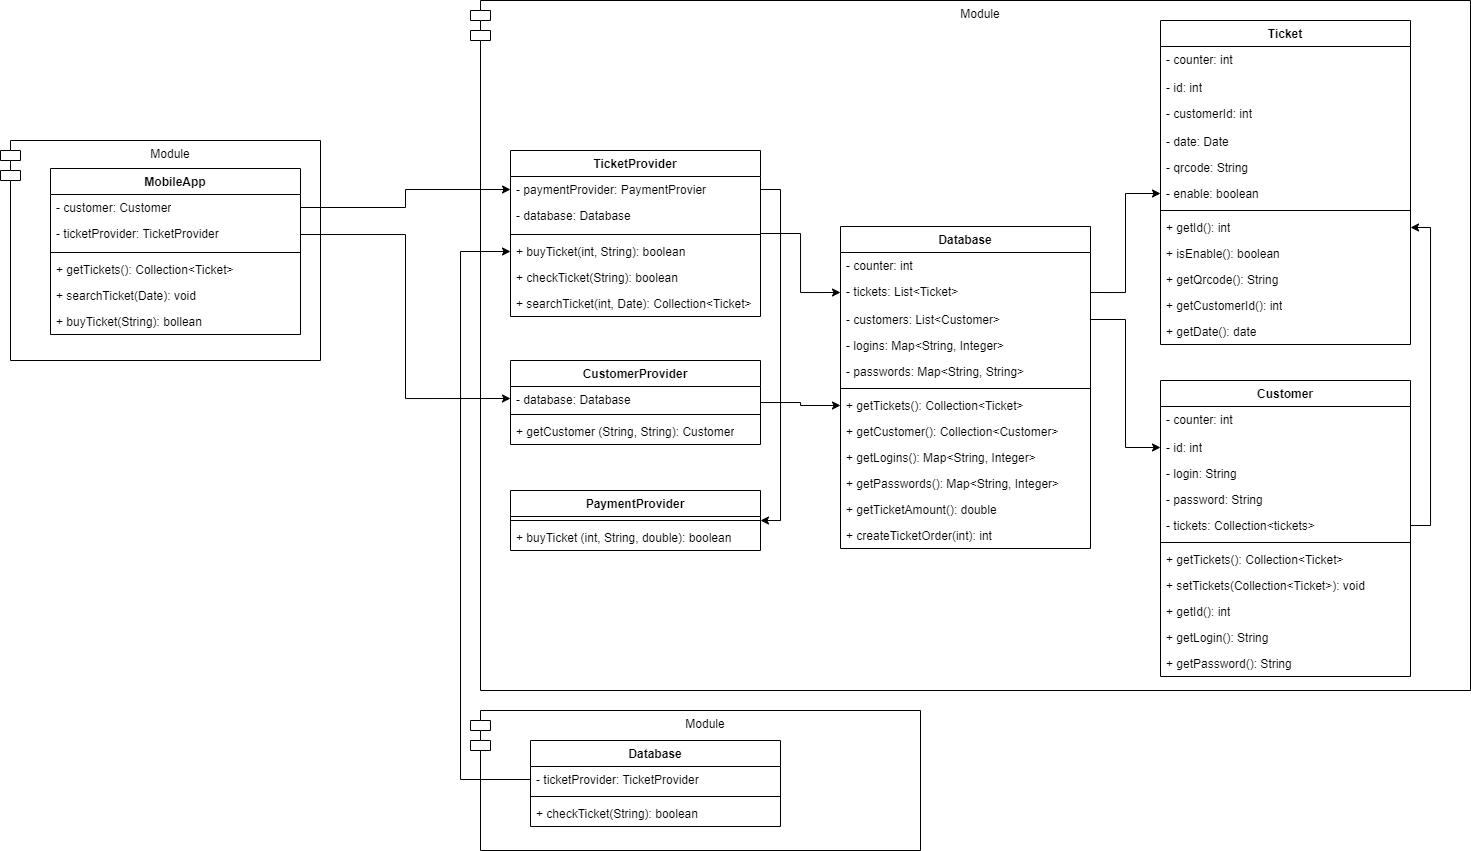 Module
MobileApp
- customer: Customer
- ticketProvider: TicketProvider
+ getTickets(): Collection<Ticket>
+ searchTicket(Date): void
+ buyTicket(String): bollean
Module
TicketProvider
- paymentProvider: PaymentProvier
- database: Database
+ buyTicket(int, String): boolean
+ checkTicket(String): boolean
+ searchTicket(int, Date): Collection<Ticket>
CustomerProvider
- database: Database
+ getCustomer (String, String): Customer
PaymentProvider
+ buyTicket (int, String, double): boolean
Database
- counter: int
- tickets: List<Ticket>
- customers: List<Customer>
- logins: Map<String, Integer>
- passwords: Map<String, String>
+ getTickets(): Collection<Ticket>
+ getCustomer(): Collection<Customer>
+ getLogins(): Map<String, Integer>
+ getPasswords(): Map<String, Integer>
+ getTicketAmount(): double
+ createTicketOrder(int): int
Ticket
- counter: int
- id: int
- customerId: int
- date: Date
- qrcode: String
- enable: boolean
+ getId(): int
+ isEnable(): boolean
+ getQrcode(): String
+ getCustomerId(): int
+ getDate(): date
Customer
- counter: int
- id: int
- login: String
- password: String
- tickets: Collection<tickets>
+ getTickets(): Collection<Ticket>
+ setTickets(Collection<Ticket>): void
+ getId(): int
+ getLogin(): String
+ getPassword(): String
Module
Database
- ticketProvider: TicketProvider
+ checkTicket(String): boolean